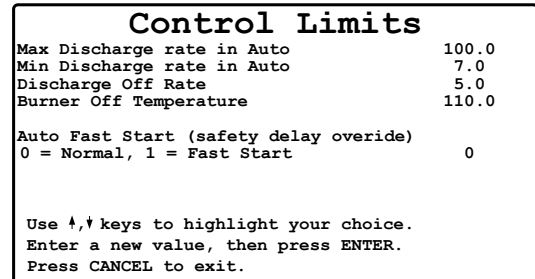 Control Limits
Max Discharge rate in Auto 100.0
Min Discharge rate in Auto 7.0
Discharge Off Rate 5.0
Burner Off Temperature 110.0
Auto Fast Start (safety delay overide)
0 = Normal, 1 = Fast Start 0
Use ↑,↓ keys to highlight your choice.
Enter a new value, then press ENTER.
Press CANCEL to exit.